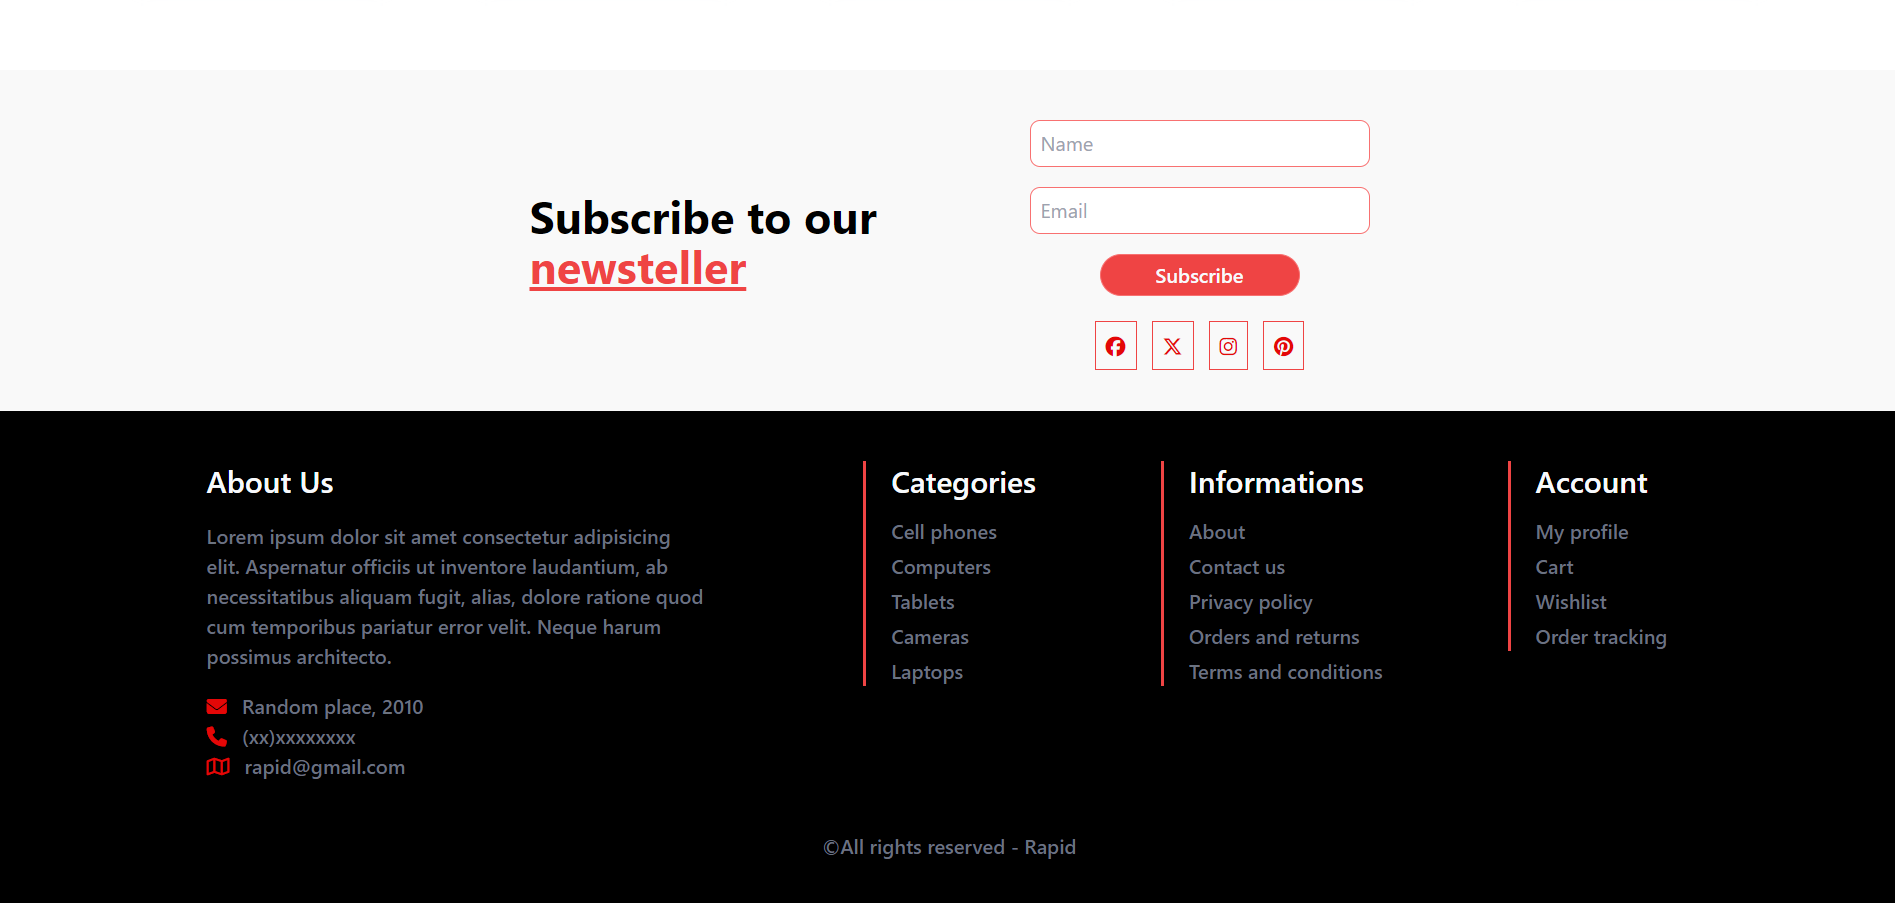 Subscribe to our
newsteller
Name
Email
Subscribe
About Us
Lorem ipsum dolor sit amet consectetur adipisicing
elit. Aspernatur officiis ut inventore laudantium, ab
necessitatibus aliquam fugit, alias, dolore ratione quod
cum temporibus pariatur error velit. Neque harum
possimus architecto.
Random place, 2010
(xx)xxxxxxxx
rapid@gmail.com
Categories
Cell phones
Computers
Tablets
Cameras
Laptops
Informations
About
Contact us
Privacy policy
Orders and returns
Terms and conditions
Account
My profile
Cart
Wishlist
Order tracking
©All rights reserved - Rapid